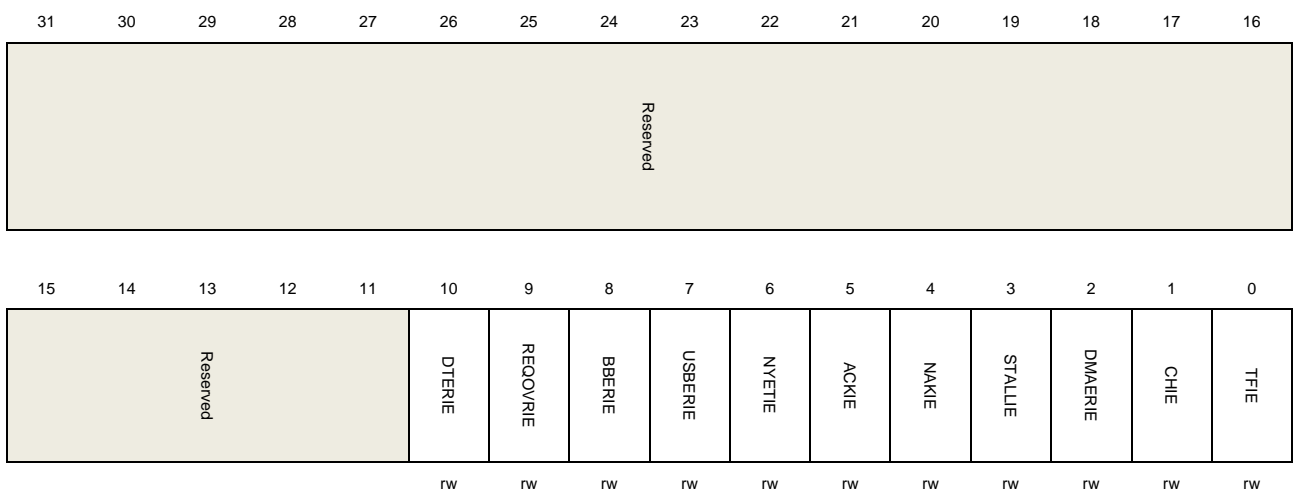 31 30 29 28 27 26 25 24 23 22 21 20 19 18 17 16
Reserved
15 14 13 12 11 10 9 8 7 6 5 4 3 2 1 0
Reserved DTERIE REQOVRIE BBERIE USBERIE NYETIE ACKIE NAKIE STALLIE DMAERIE CHIE TFIE
rw rw rw rw rw rw rw rw rw rw rw